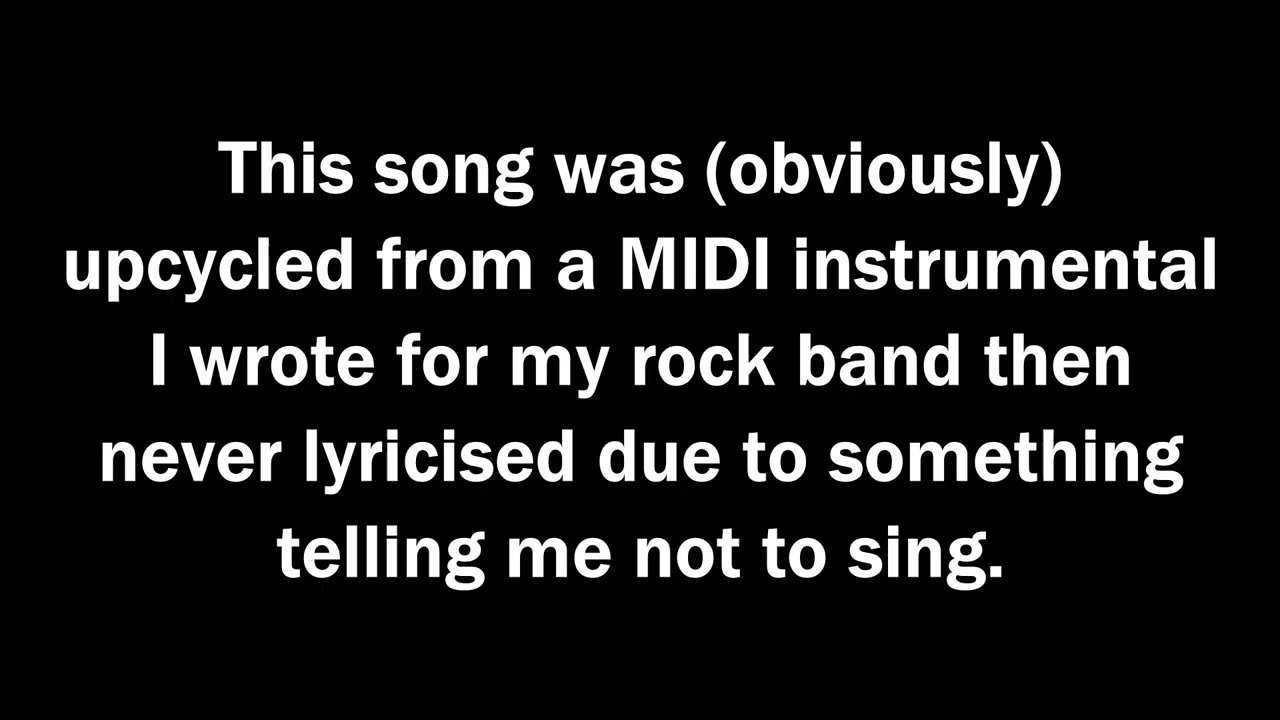 This song was (obviously)
upcycled from a MIDI instrumental
I wrote for my rock band then
never lyricised due to something
telling me not to sing.